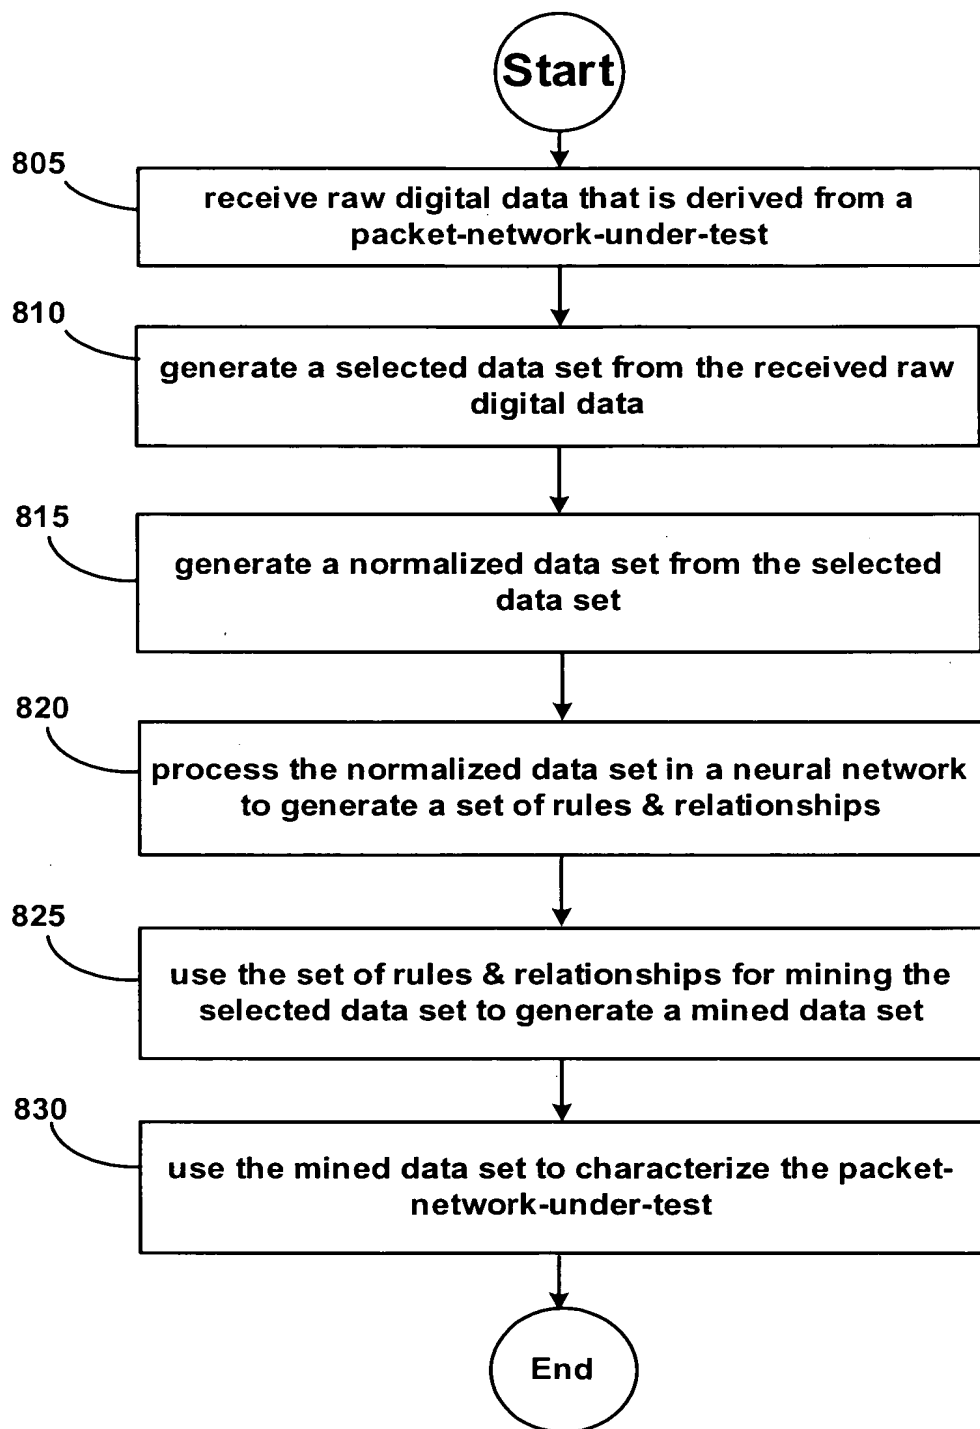 Start
805
receive raw digital data that is derived from a
packet-network-under-test
810
generate a selected data set from the received raw
digital data
815
generate a normalized data set from the selected
data set
820
process the normalized data set in a neural network
to generate a set of rules & relationships
825
use the set of rules & relationships for mining the
selected data set to generate a mined data set
830
use the mined data set to characterize the packet-
network-under-test
End